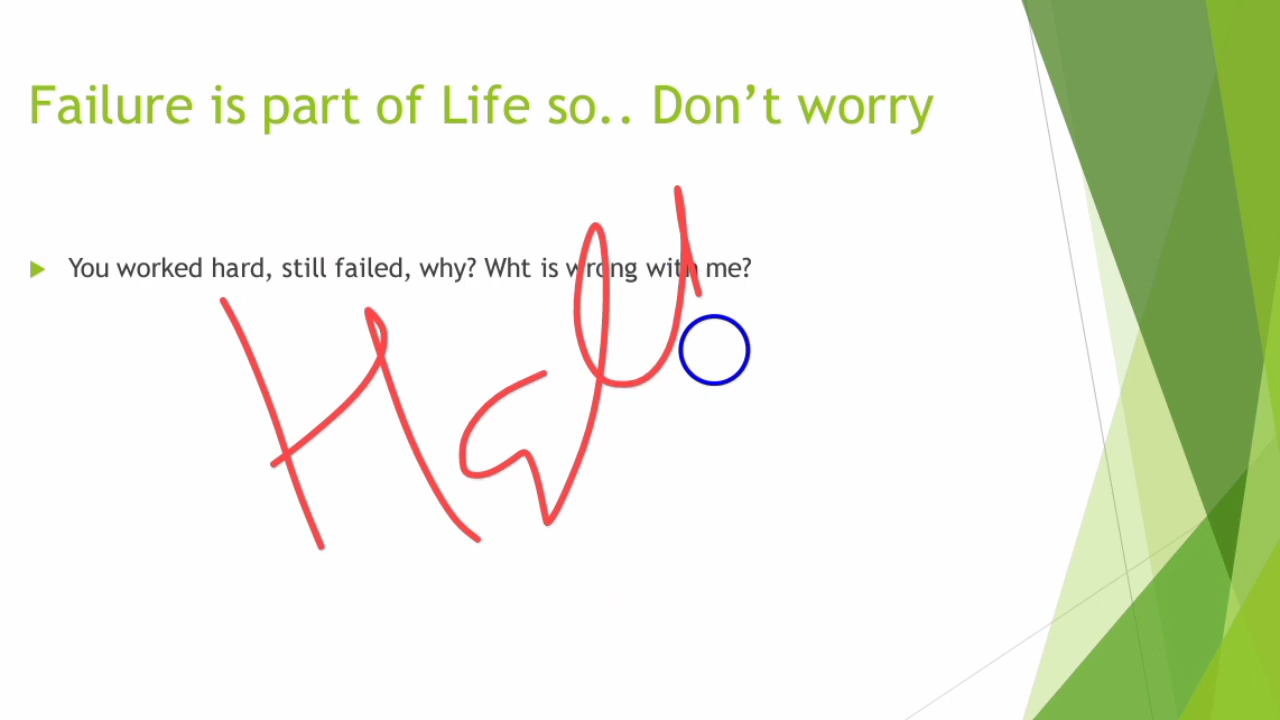 Failure is part of Life so.. Don’t worry
You worked hard, still failed, why? Wht is wrong with me?